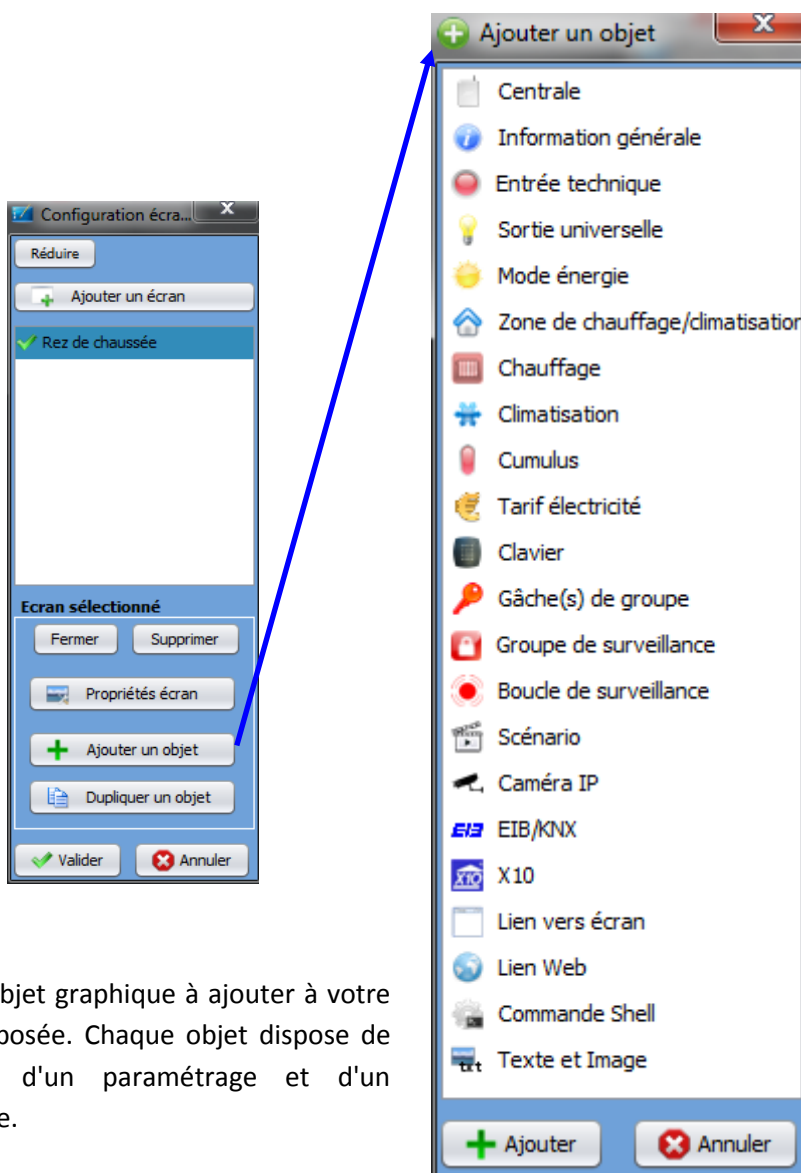 Configuration écra...
Réduire
Ajouter un écran
Rez de chaussée
Ecran sélectionné
Fermer
Supprimer
Propriétés écran
Ajouter un objet
Dupliquer un objet
Valider
Annuler
bjet graphique à ajouter à votre
posée. Chaque objet dispose de
d'un paramétrage et d'un
e.
Ajouter un objet
Centrale
Information générale
Entrée technique
Sortie universelle
Mode énergie
Zone de chauffage/climatisation
Chauffage
Climatisation
Cumulus
Tarif électricité
Clavier
Gâche(s) de groupe
Groupe de surveillance
Boucle de surveillance
Scénario
Caméra IP
EIB EIB/KNX
X10 X10
Lien vers écran
Lien Web
Commande Shell
txt Texte et Image
Ajouter
Annuler